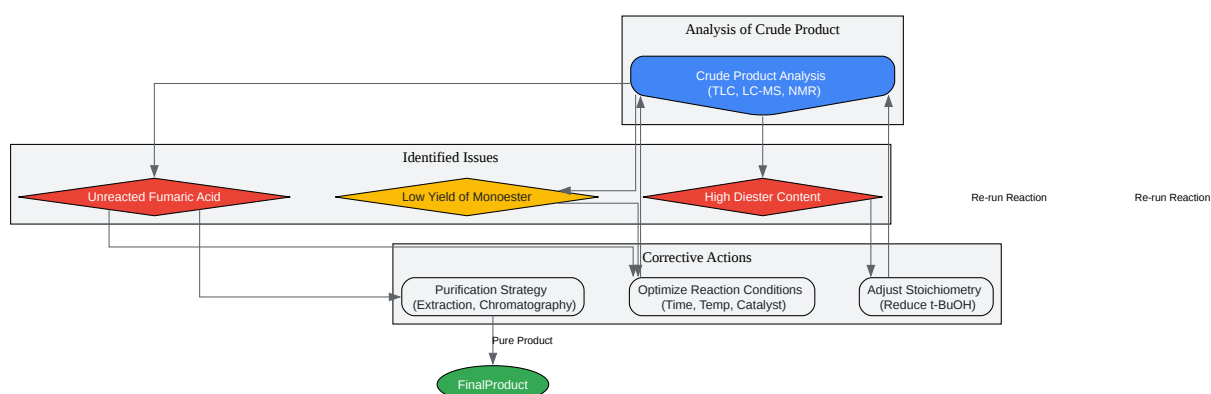 Analysis of Crude Product
Crude Product Analysis
(TLC, LC-MS, NMR)
Identified Issues
Unreacted Fumaric Acid
Low Yield of Monoester
High Diester Content
Re-run Reaction
Re-run Reaction
Corrective Actions
Purification Strategy
(Extraction, Chromatography)
Optimize Reaction Conditions
(Time, Temp, Catalyst)
Adjust Stoichiometry
(Reduce t-BuOH)
Pure Product
FinalProduct